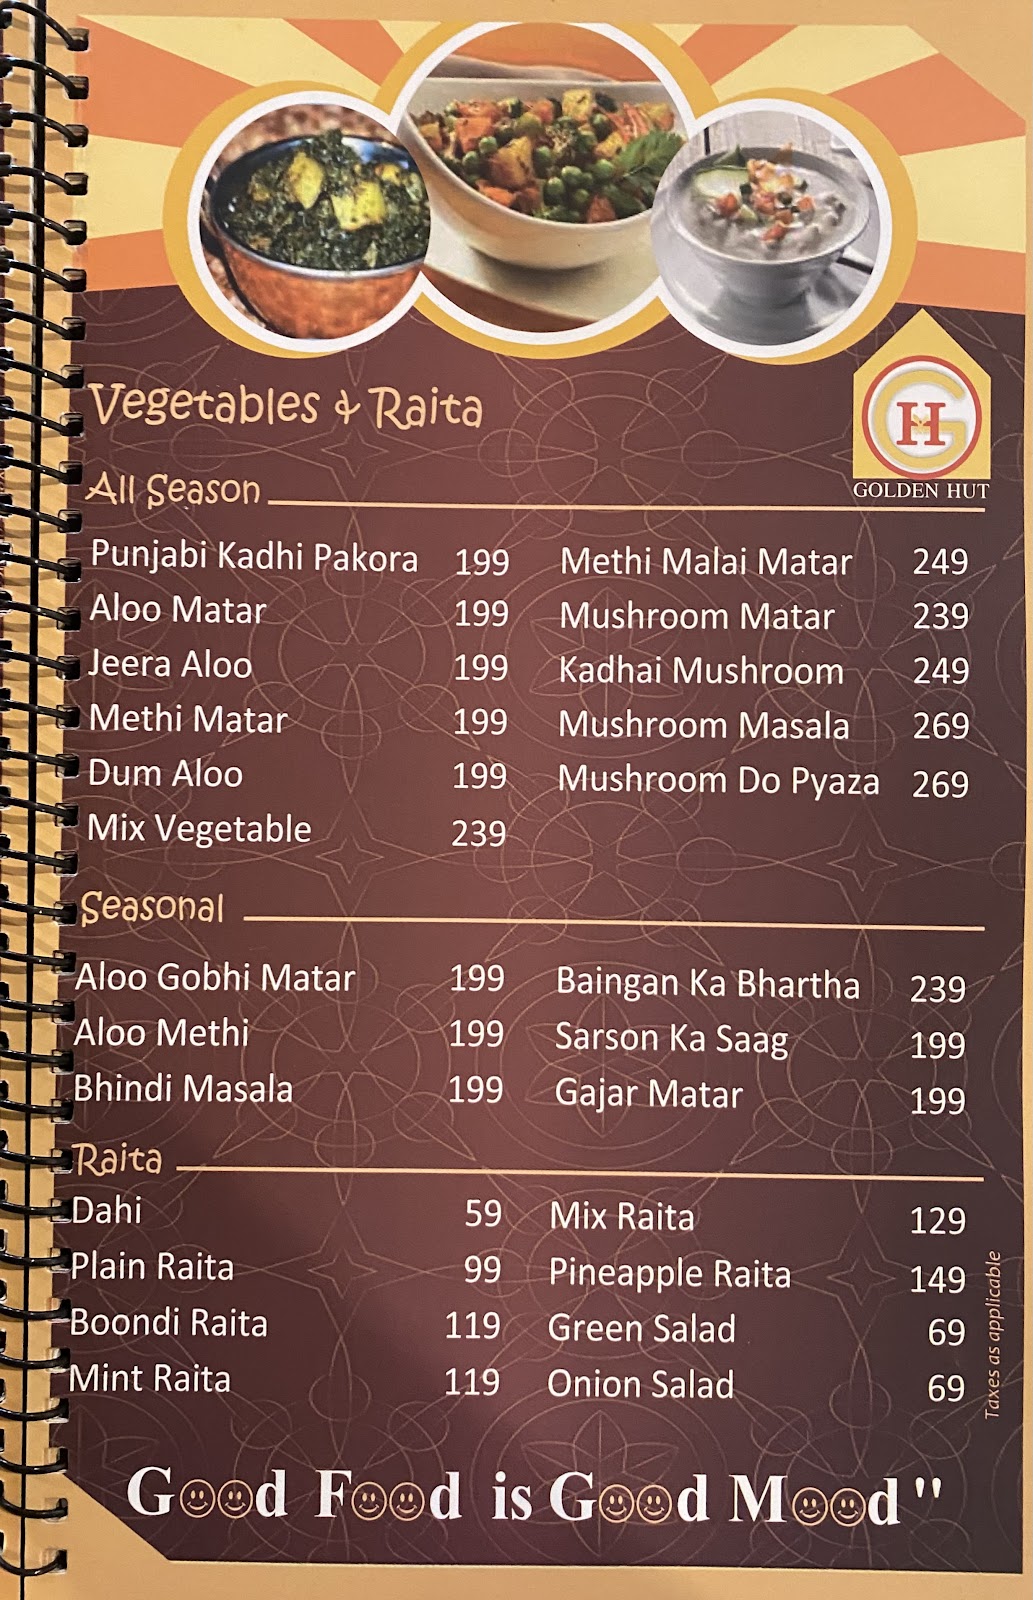 Vegetables & Raita
GH
GOLDEN HUT
All Season
Punjabi Kadhi Pakora 199
Aloo Matar 199
Jeera Aloo 199
Methi Matar 199
Dum Aloo 199
Mix Vegetable 239
Methi Malai Matar 249
Mushroom Matar 239
Kadhai Mushroom 249
Mushroom Masala 269
Mushroom Do Pyaza 269
Seasonal
Aloo Gobhi Matar 199
Aloo Methi 199
Bhindi Masala 199
Baingan Ka Bhartha 239
Sarson Ka Saag 199
Gajar Matar 199
Raita
Dahi 59
Plain Raita 99
Boondi Raita 119
Mint Raita 119
Mix Raita 129
Pineapple Raita 149
Green Salad 69
Onion Salad 69
Taxes as applicable
Good Food is Good Mood"